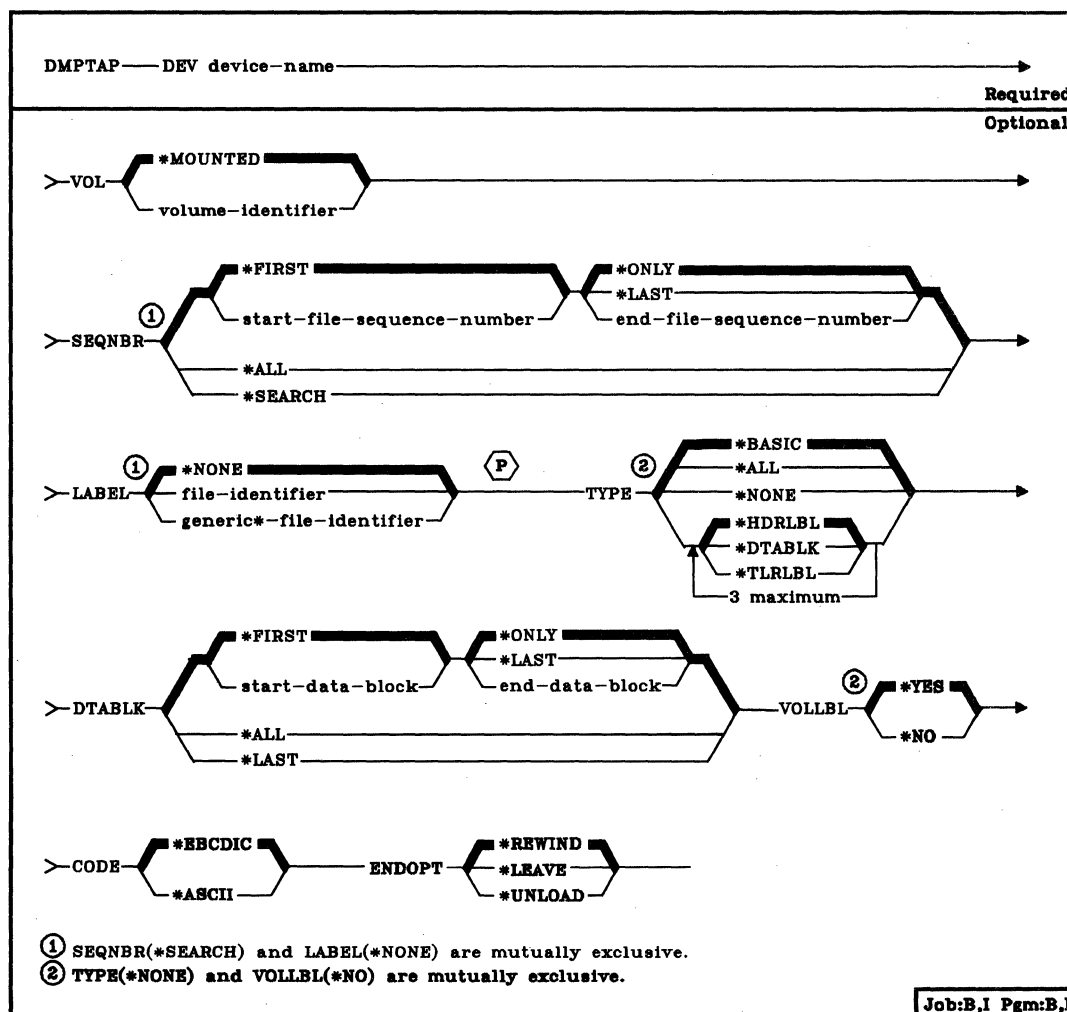 DMPTAP DEV device-name
Required
Optional
*MOUNTED
VOL
volume-identifier
*FIRST *ONLY
*LAST
1 start-file-sequence-number end-file-sequence-number
SEQNBR
*ALL
*SEARCH
1 *NONE P 2 *BASIC
*ALL
LABEL file-identifier TYPE *NONE
generic*-file-identifier
*HDRLBL
*DTABLK
*TLRLBL
3 maximum
*FIRST *ONLY
*LAST
start-data-block end-data-block
DTABLK VOLLBL 2 *YES
*NO
*ALL
*LAST
*EBCDIC *REWIND
CODE ENDOPT *LEAVE
*ASCII *UNLOAD
1 SEQNBR(*SEARCH) and LABEL(*NONE) are mutually exclusive.
2 TYPE(*NONE) and VOLLBL(*NO) are mutually exclusive.
Job:B,I Pgm:B,